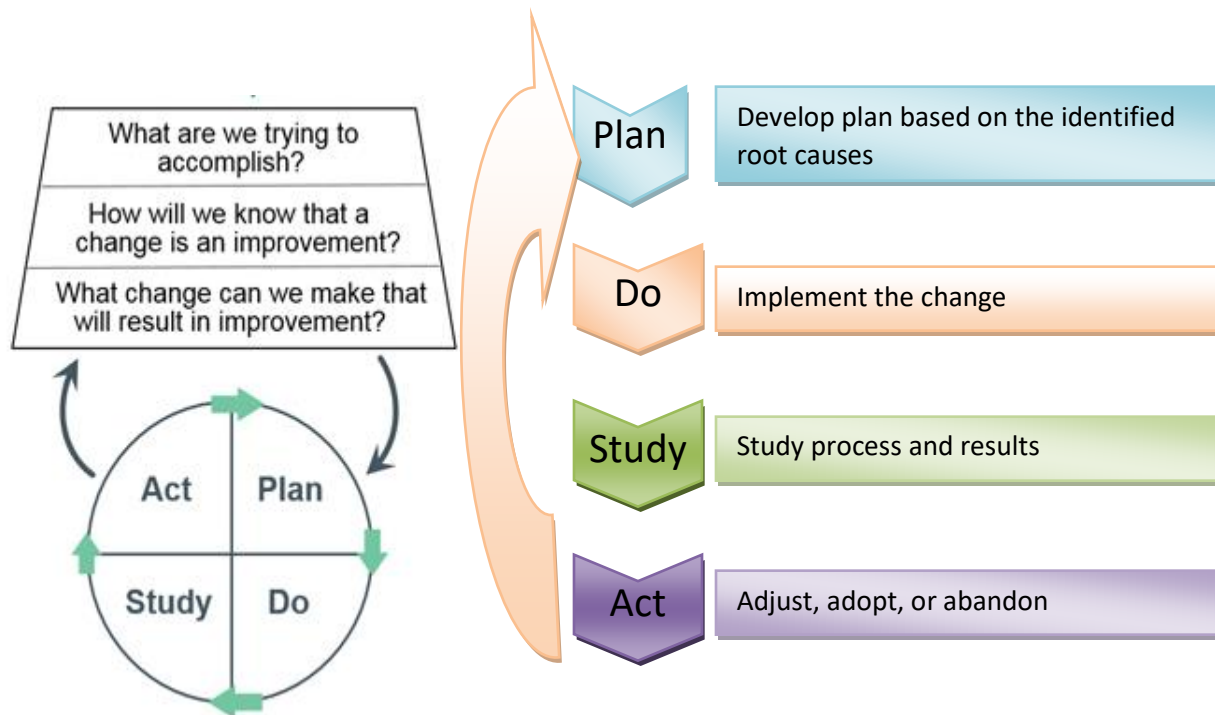 What are we trying to
accomplish?
How will we know that a
change is an improvement?
What change can we make that
will result in improvement?
Act
Plan
Study
Do
Plan
Develop plan based on the identified
root causes
Do
Implement the change
Study
Study process and results
Act
Adjust, adopt, or abandon